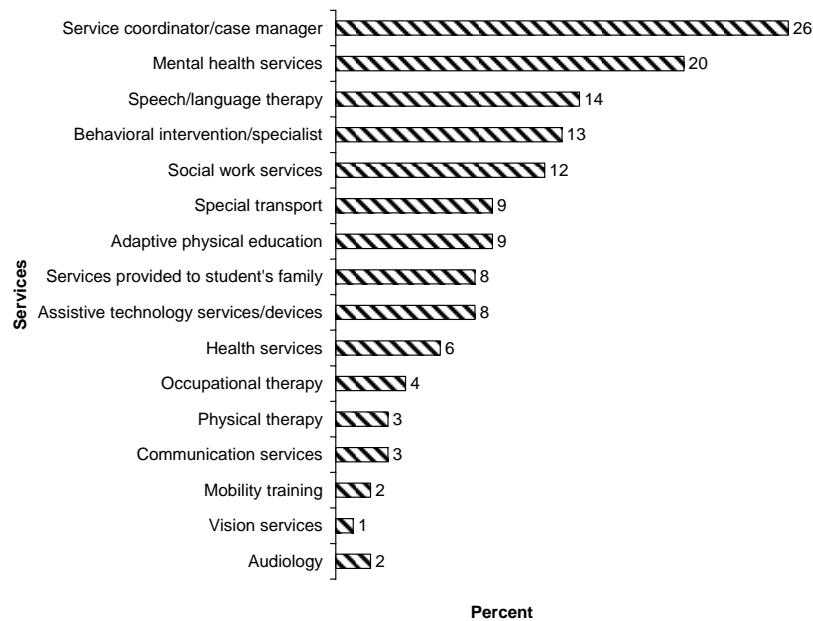 Service coordinator/case manager 26
Mental health services 20
Speech/language therapy 14
Behavioral intervention/specialist 13
Social work services 12
Special transport 9
Adaptive physical education 9
Services provided to student's family 8
Assistive technology services/devices 8
Health services 6
Occupational therapy 4
Physical therapy 3
Communication services 3
Mobility training 2
Vision services 1
Audiology 2
Services
Percent